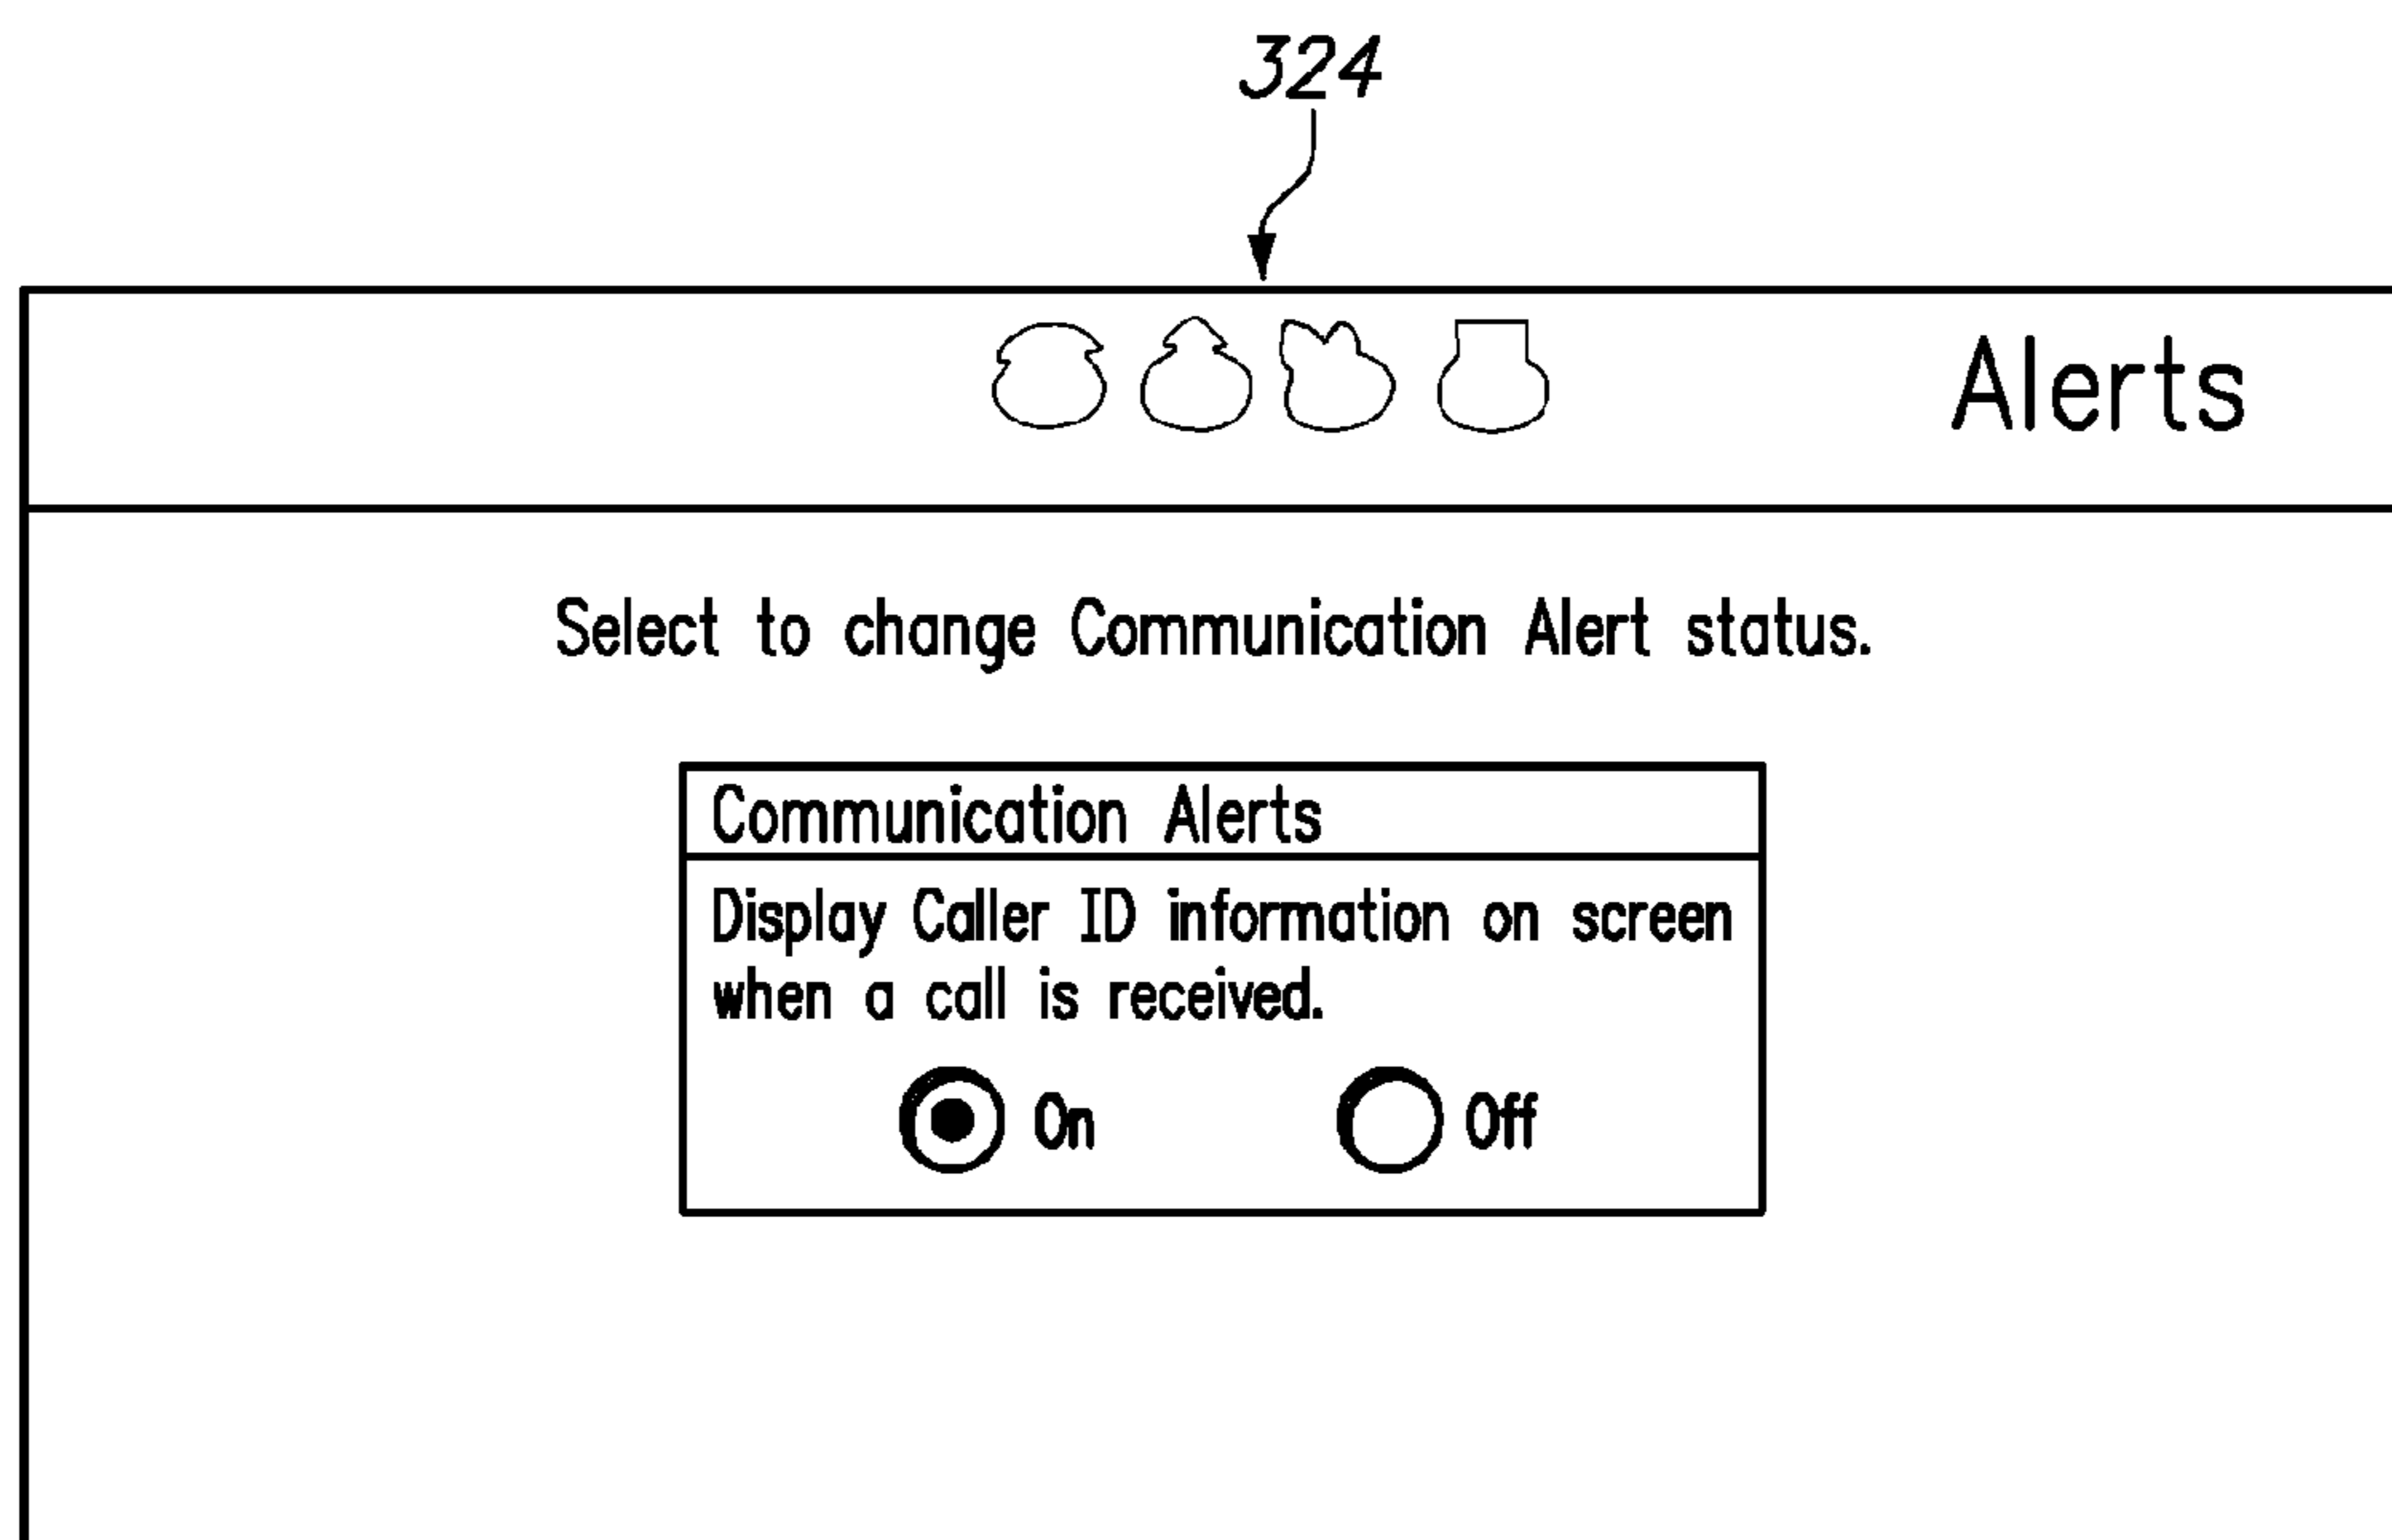 324
Alerts
Select to change Communication Alert status.
Communication Alerts
Display Caller ID information on screen
when a call is received.
On Off